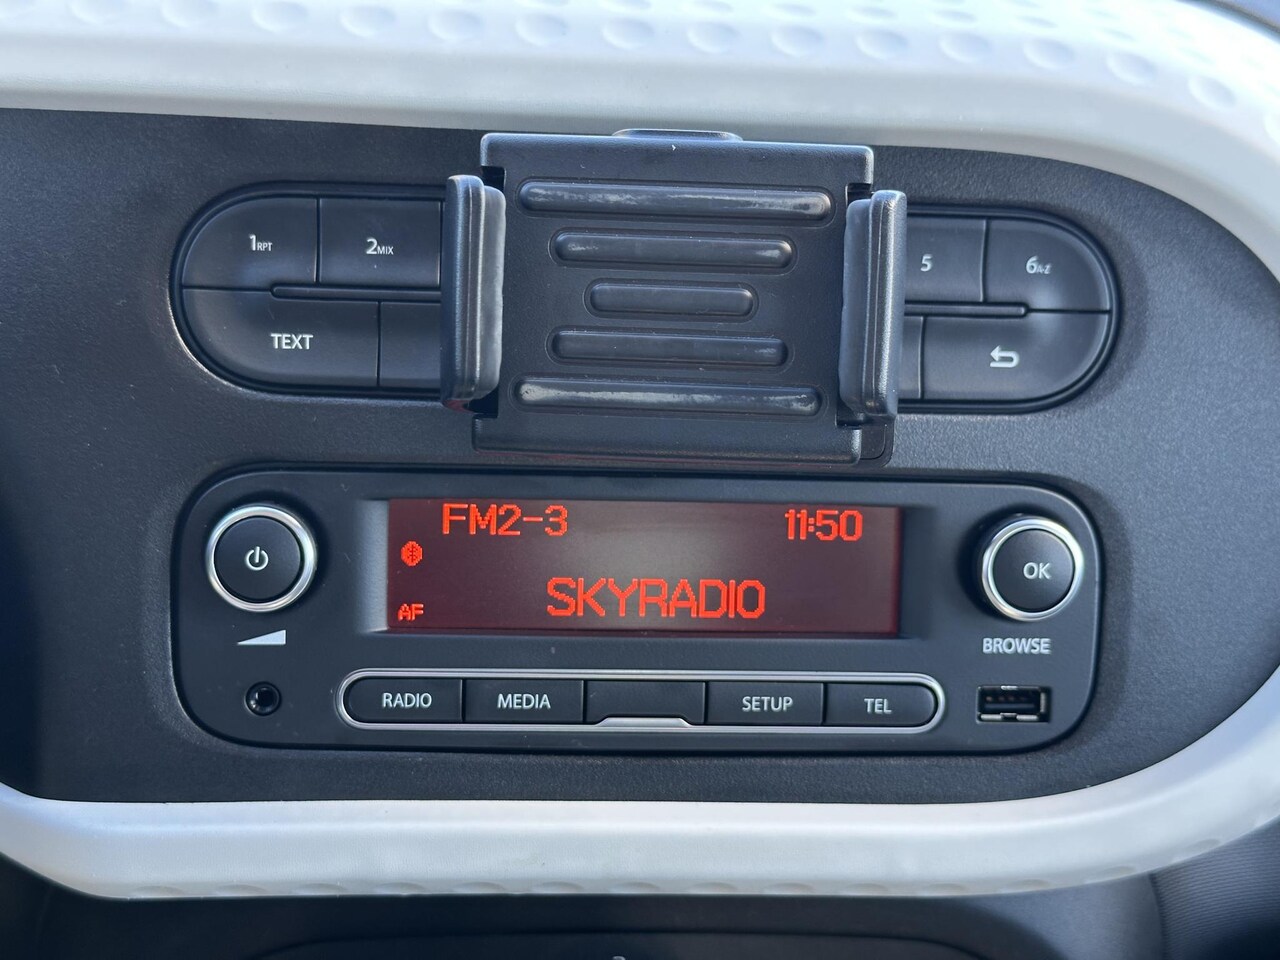 1RPT 2MIX 5 6A-Z
TEXT
FM2-3 11:50
AF
SKYRADIO
OK
BROWSE
RADIO MEDIA SETUP TEL